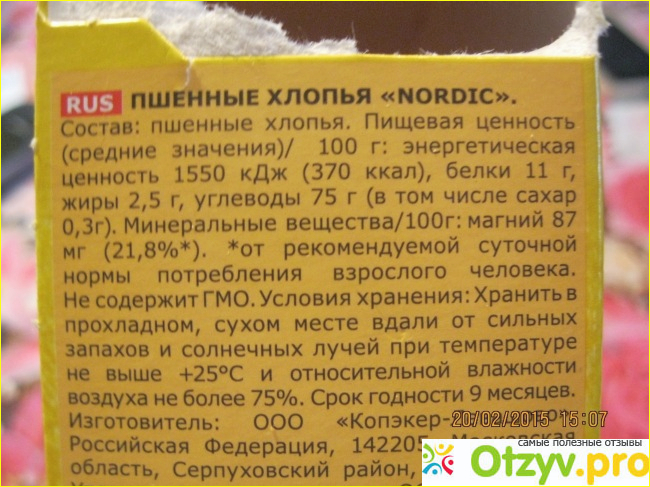 RUS ПШЕННЫЕ ХЛОПЬЯ «NORDIC».
Состав: пшенные хлопья. Пищевая ценность
(средние значения)/ 100 г: энергетическая
ценность 1550 кДж (370 ккал), белки 11 г,
жиры 2,5 г, углеводы 75 г (в том числе сахар
0,3г). Минеральные вещества/100г: магний 87
мг (21,8%*). *от рекомендуемой суточной
нормы потребления взрослого человека.
Не содержит ГМО. Условия хранения: Хранить в
прохладном, сухом месте вдали от сильных
запахов и солнечных лучей при температуре
не выше +25°С и относительной влажности
воздуха не более 75%. Срок годности 9 месяцев.
Изготовитель: ООО «Копэкер-
20/02/2015 15:07
Российская Федерация, 142205, Московская
область, Серпуховский район,
самые полезные отзывы
Otzyv.pro